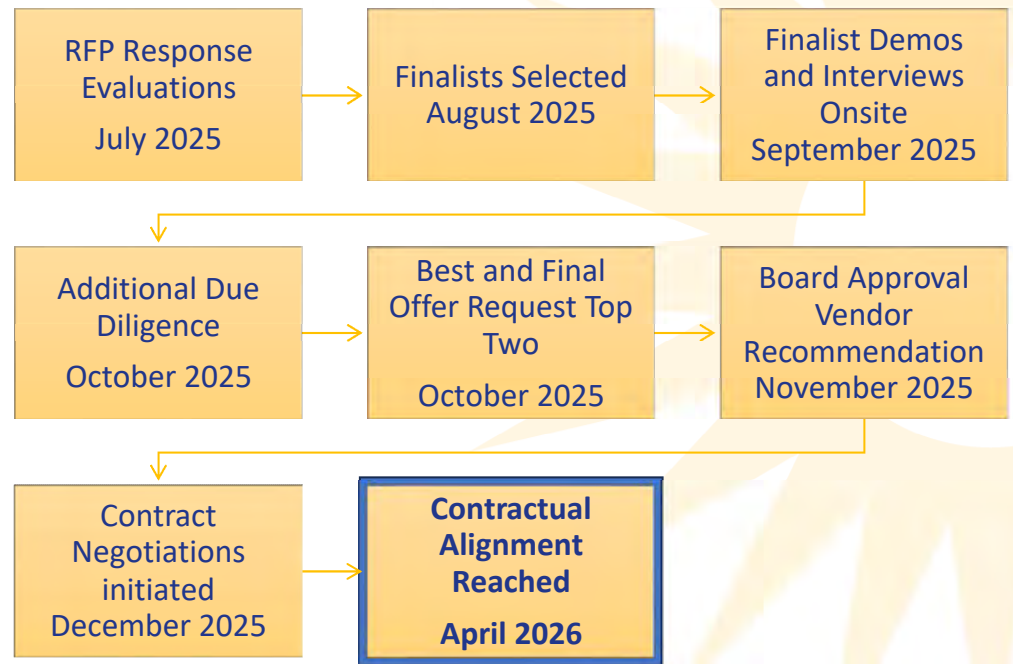 RFP Response
Evaluations
July 2025
Finalists Selected
August 2025
Finalist Demos
and Interviews
Onsite
September 2025
Additional Due
Diligence
October 2025
Best and Final
Offer Request Top
Two
October 2025
Board Approval
Vendor
Recommendation
November 2025
Contract
Negotiations
initiated
December 2025
Contractual
Alignment
Reached
April 2026